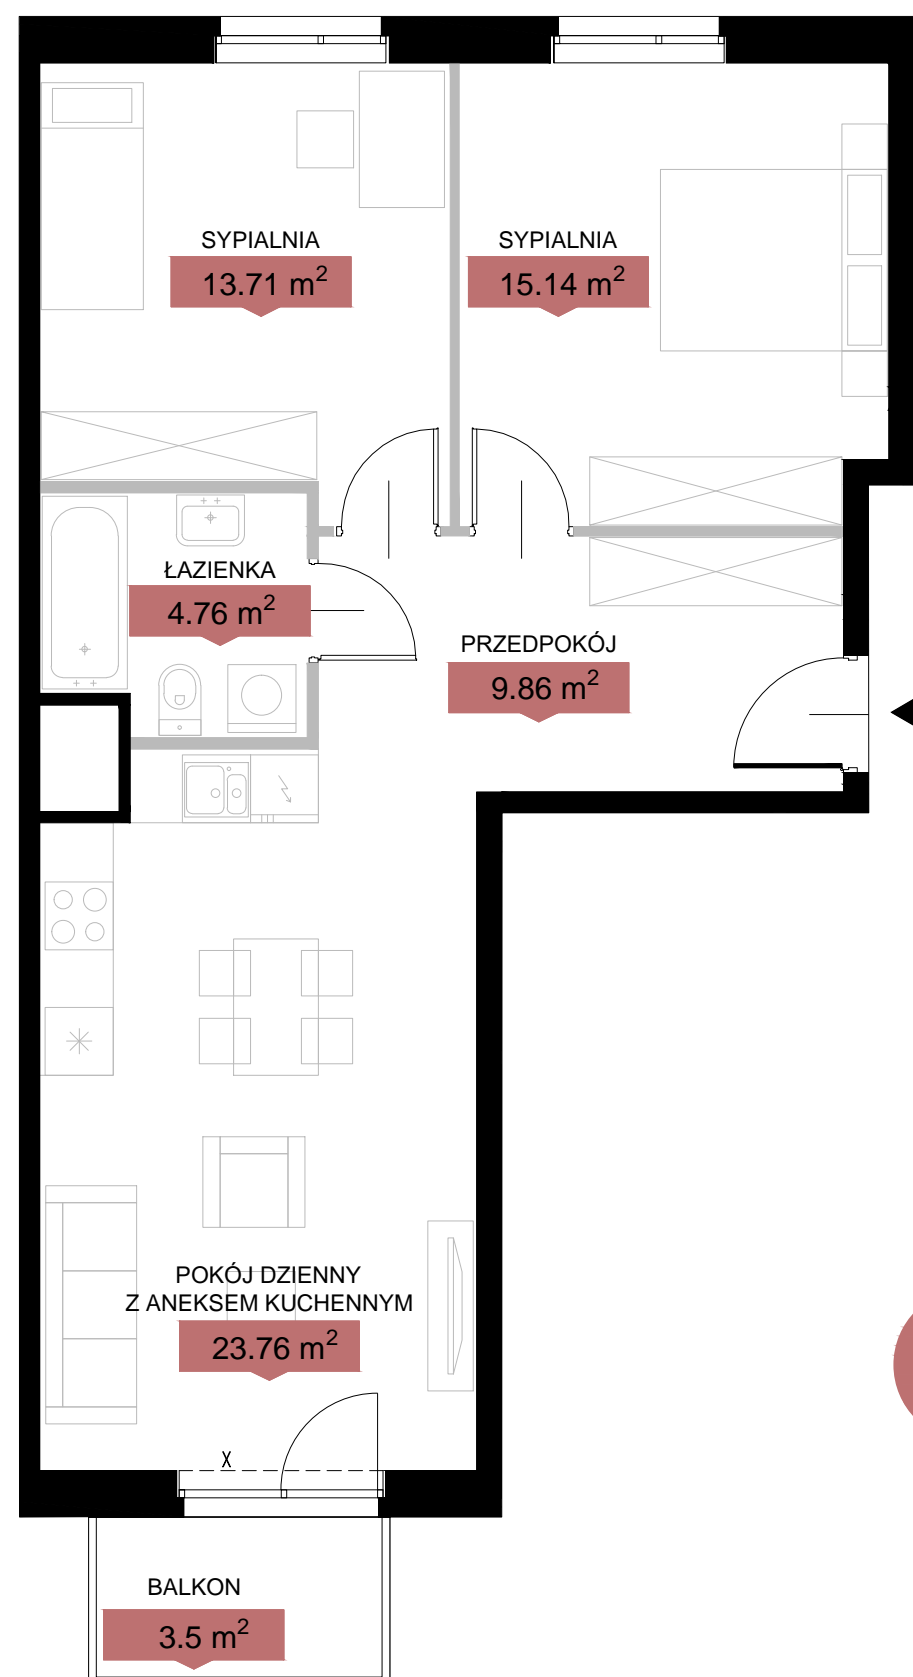 SYPIALNIA
13.71 m²
SYPIALNIA
15.14 m²
ŁAZIENKA
4.76 m²
PRZEDPOKÓJ
9.86 m²
POKÓJ DZIENNY
Z ANEKSEM KUCHENNYM
23.76 m²
X
BALKON
3.5 m²